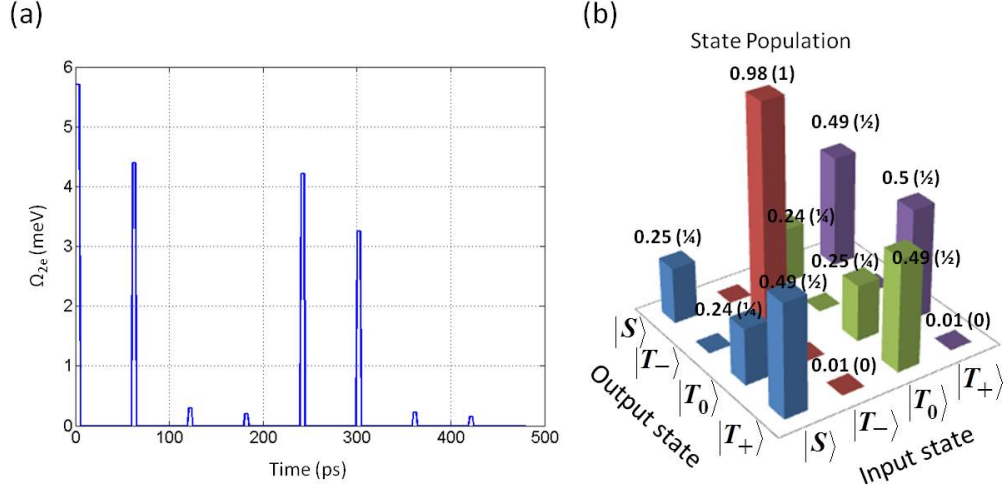 (a)
(b)
State Population
6
5
4
3
2
1
0
Ω2e (meV)
0
100
200
300
400
500
Time (ps)
0.98 (1)
0.49 (½)
0.5 (½)
0.24 (¼)
0.25 (¼)
0.25 (¼)
0.49 (½)
0.49 (½)
0.24 (¼)
0.01 (0)
0.01 (0)
|S⟩
|T−⟩
|T0⟩
|T+⟩
Output state
|S⟩
|T−⟩
|T0⟩
|T+⟩
Input state